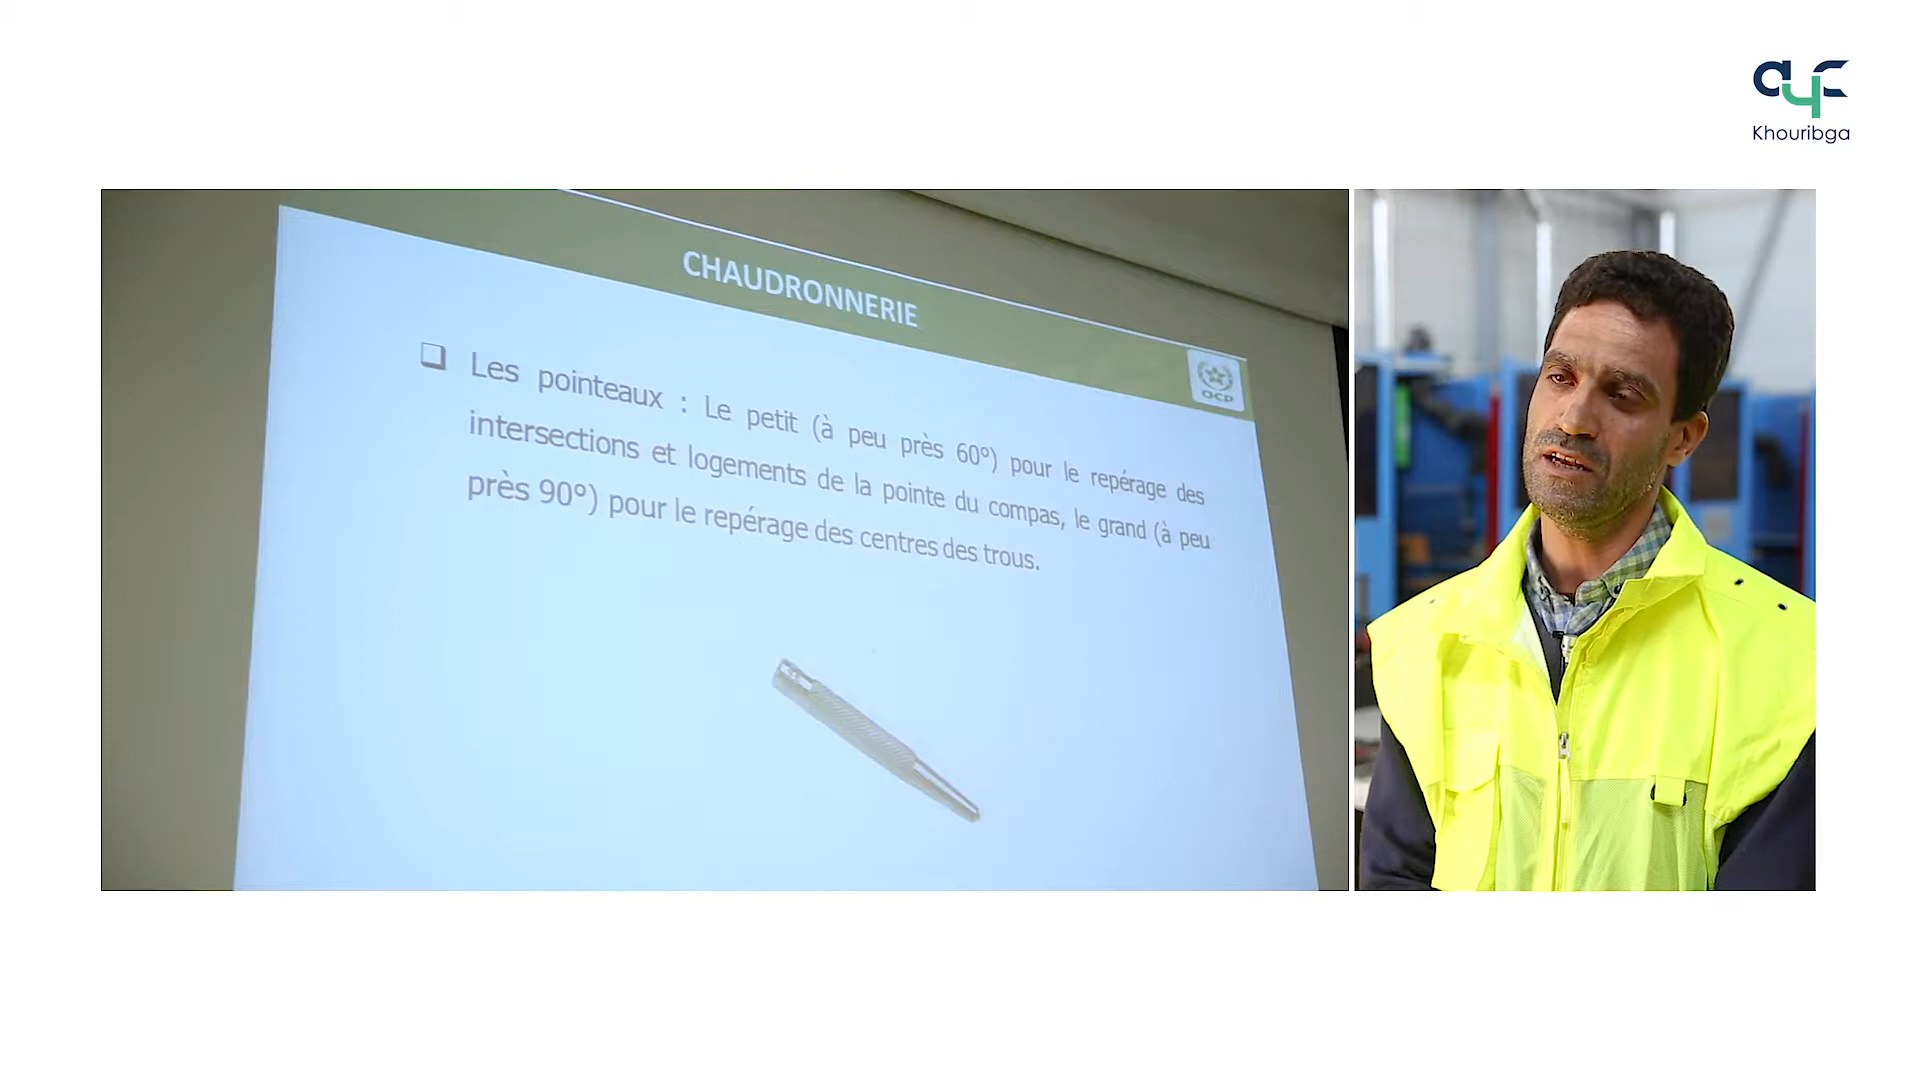 ayc
Khouribga
CHAUDRONNERIE
Les pointeaux : Le petit (à peu près 60°) pour le repérage des
intersections et logements de la pointe du compas, le grand (à peu
près 90°) pour le repérage des centres des trous.
OCP